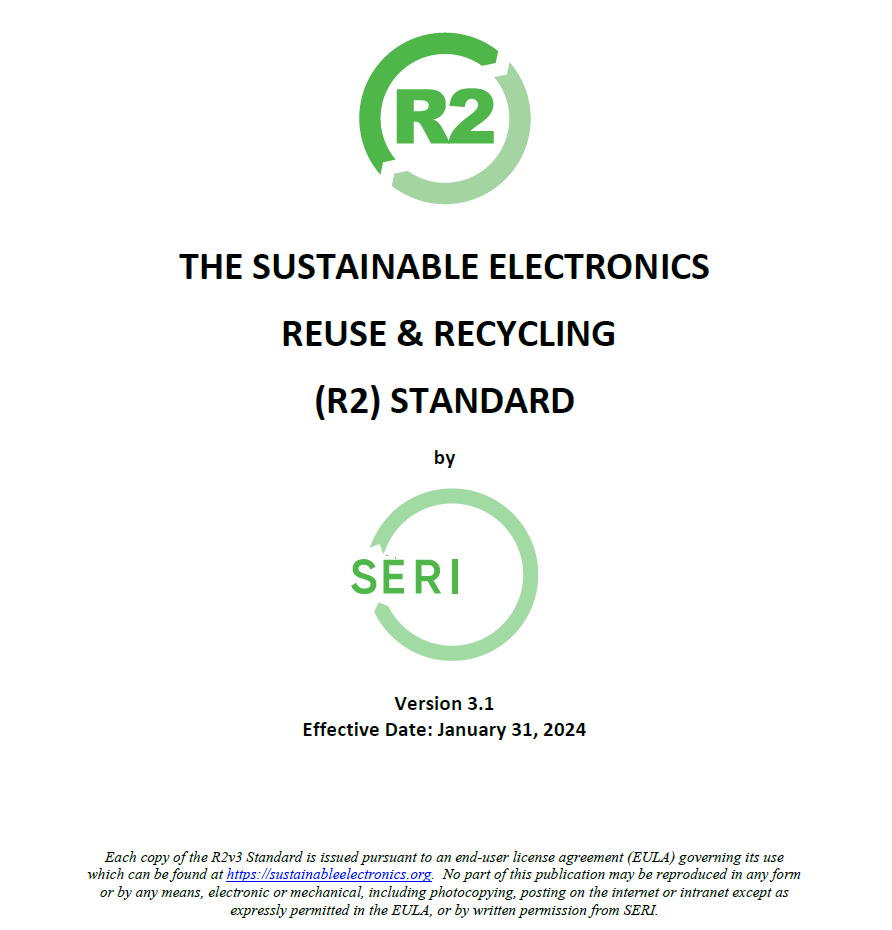 R2
THE SUSTAINABLE ELECTRONICS
REUSE & RECYCLING
(R2) STANDARD
by
SERI
Version 3.1
Effective Date: January 31, 2024
Each copy of the R2v3 Standard is issued pursuant to an end-user license agreement (EULA) governing its use
which can be found at https://sustainableelectronics.org. No part of this publication may be reproduced in any form
or by any means, electronic or mechanical, including photocopying, posting on the internet or intranet except as
expressly permitted in the EULA, or by written permission from SERI.